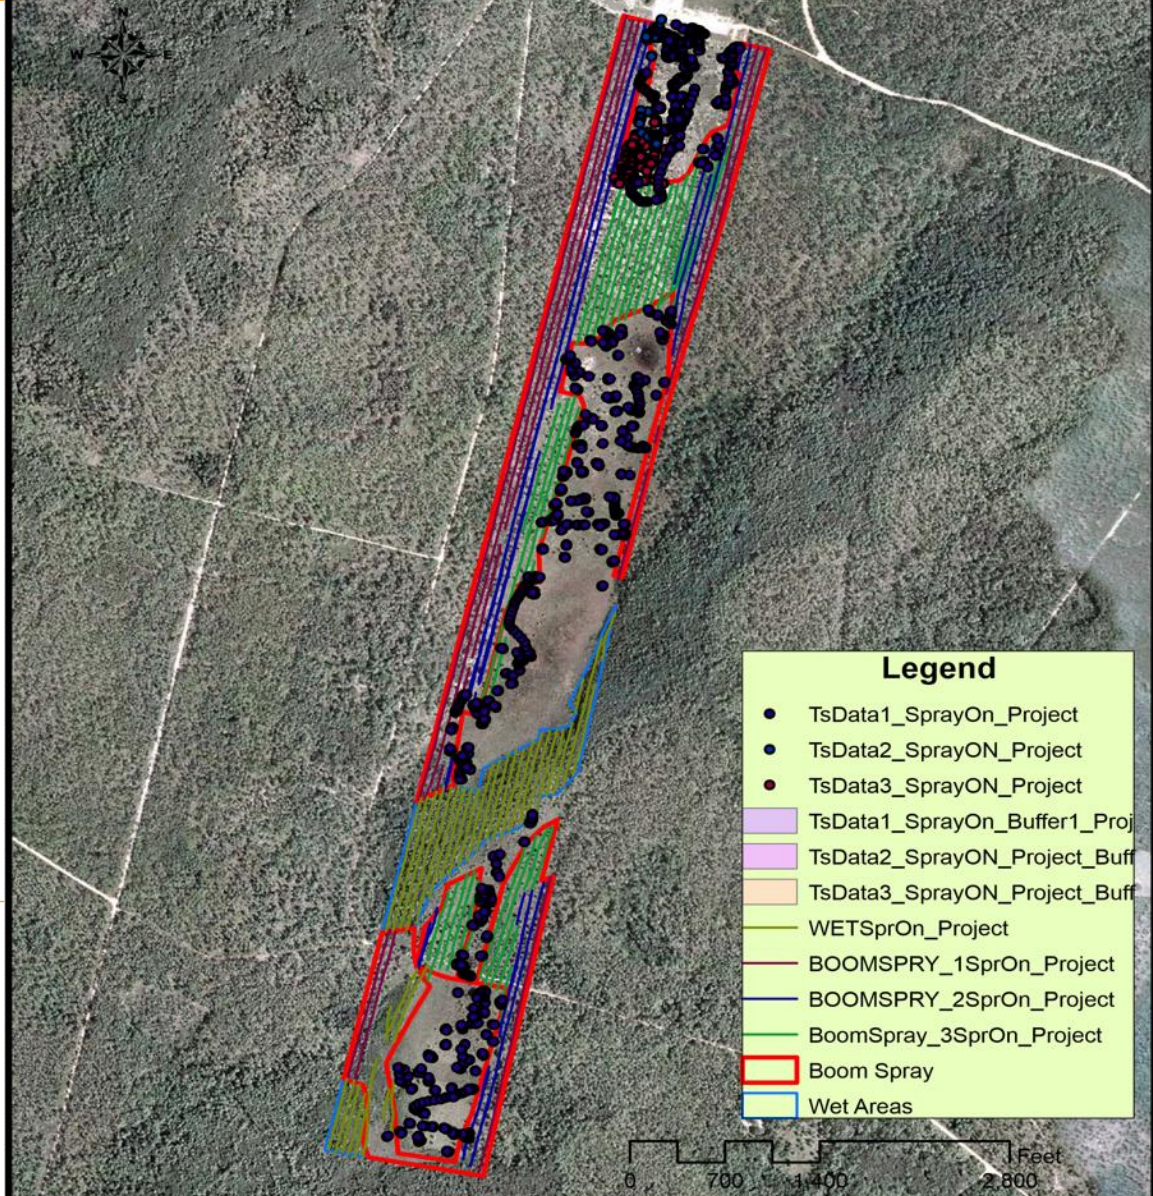 N
W E
S
Legend
TsData1_SprayOn_Project
TsData2_SprayON_Project
TsData3_SprayON_Project
TsData1_SprayOn_Buffer1_Proj
TsData2_SprayON_Project_Buff
TsData3_SprayON_Project_Buff
WETSprOn_Project
BOOMSPRY_1SprOn_Project
BOOMSPRY_2SprOn_Project
BoomSpray_3SprOn_Project
Boom Spray
Wet Areas
Feet
0 700 1,400 2,800